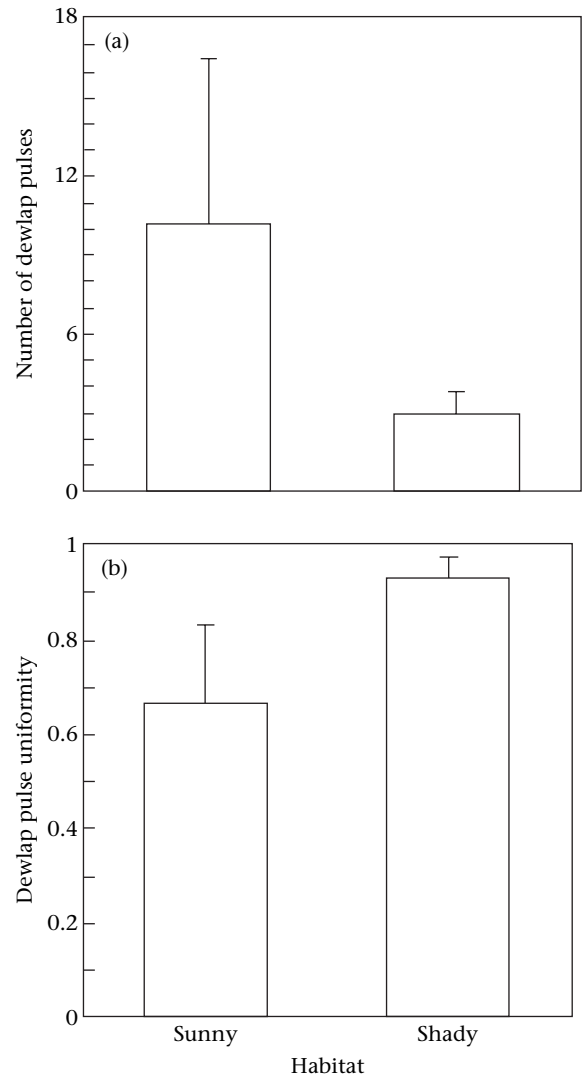 18
(a)
12
6
0
Number of dewlap pulses
1
(b)
0.8
0.6
0.4
0.2
0
Dewlap pulse uniformity
Sunny Shady
Habitat